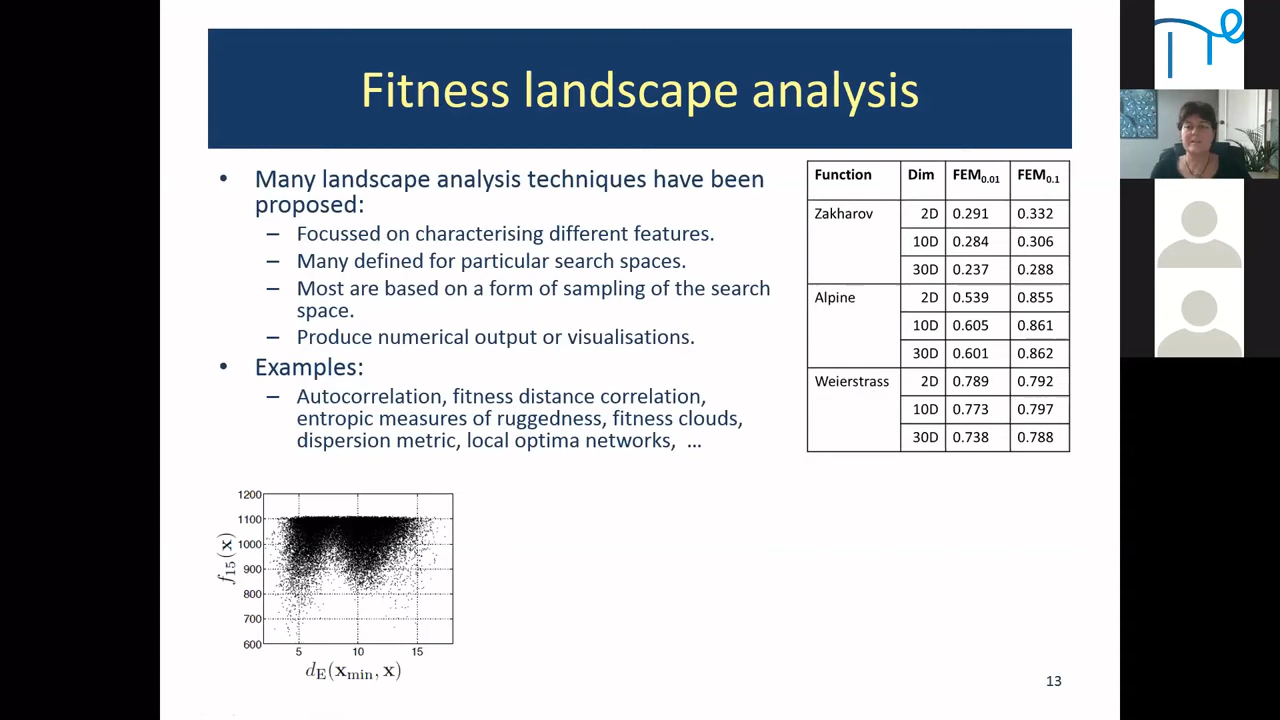 Fitness landscape analysis
• Many landscape analysis techniques have been
proposed:
– Focussed on characterising different features.
– Many defined for particular search spaces.
– Most are based on a form of sampling of the search
space.
– Produce numerical output or visualisations.
• Examples:
– Autocorrelation, fitness distance correlation,
entropic measures of ruggedness, fitness clouds,
dispersion metric, local optima networks, …
Function Dim FEM0.01 FEM0.1
Zakharov 2D 0.291 0.332
10D 0.284 0.306
30D 0.237 0.288
Alpine 2D 0.539 0.855
10D 0.605 0.861
30D 0.601 0.862
Weierstrass 2D 0.789 0.792
10D 0.773 0.797
30D 0.738 0.788
f15(x)
1200
1100
1000
900
800
700
600
5 10 15
dE(xmin, x)
13